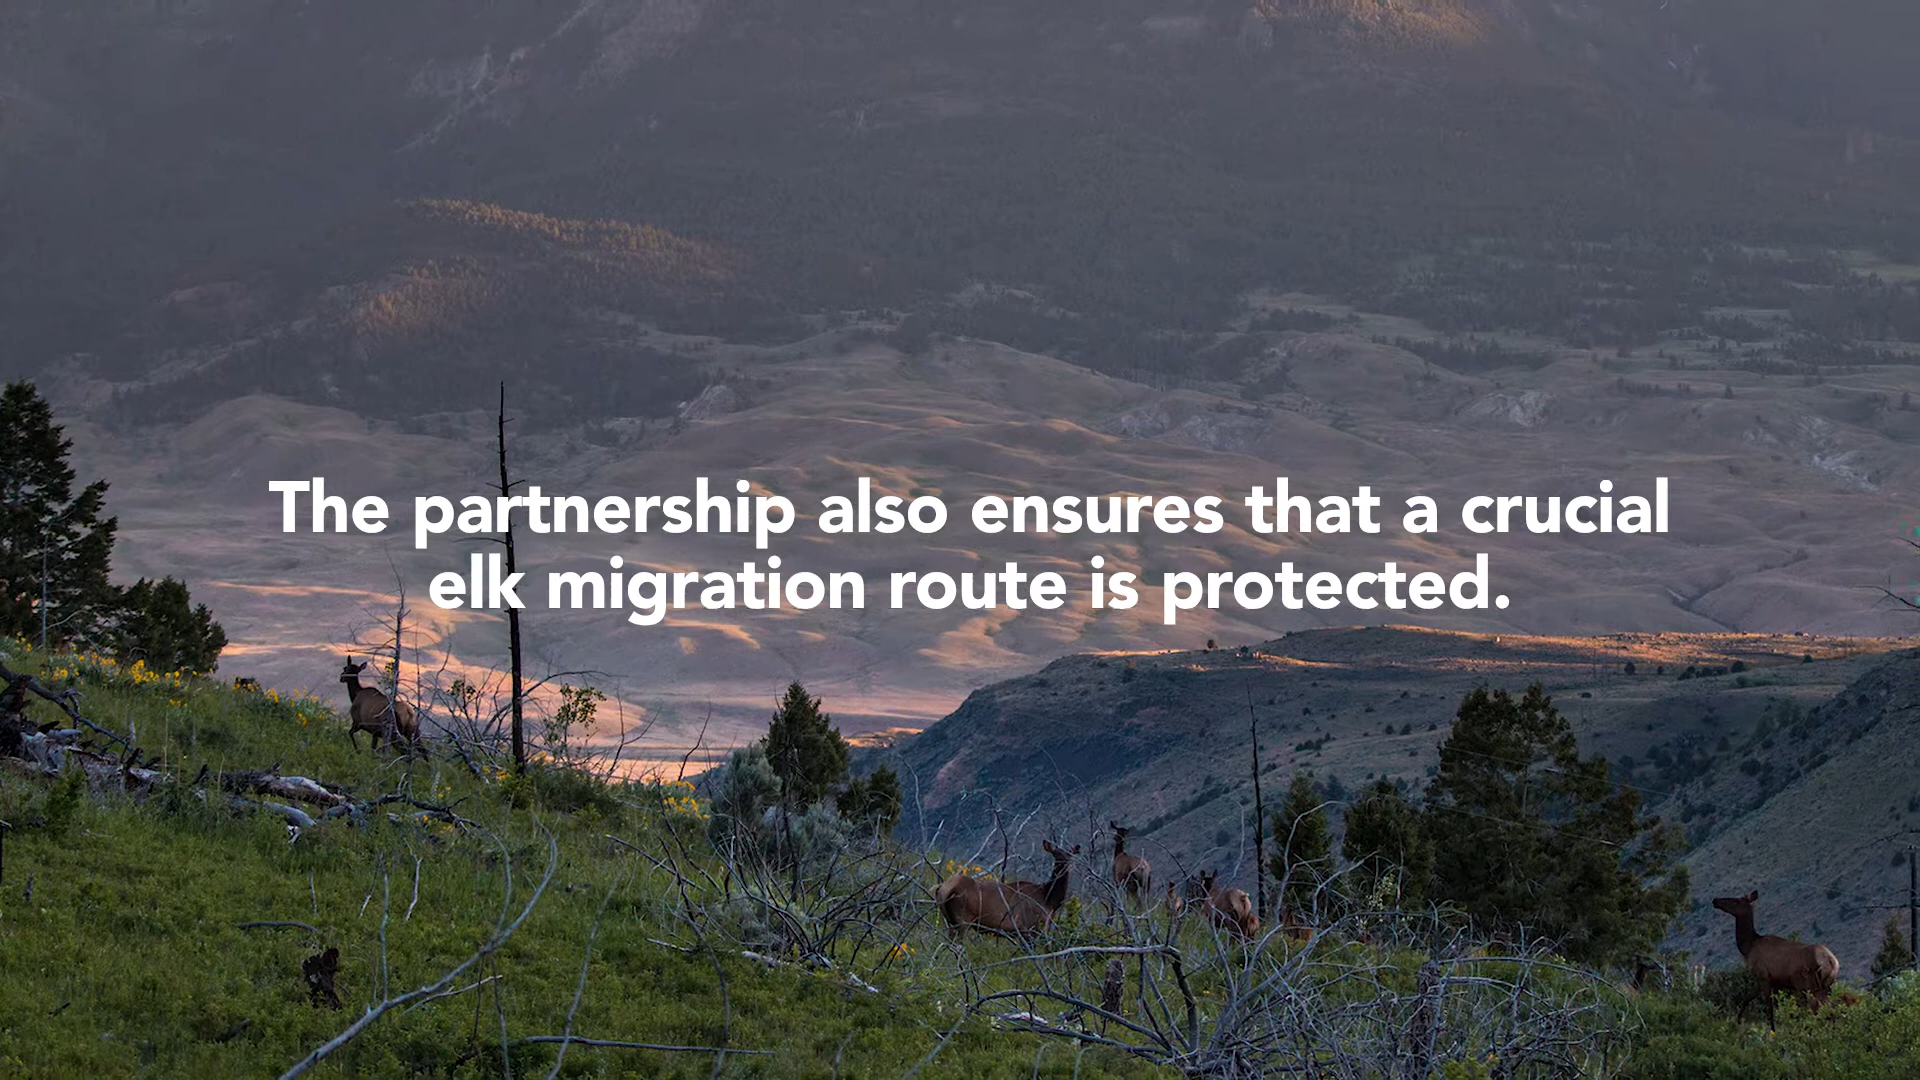 The partnership also ensures that a crucial
elk migration route is protected.